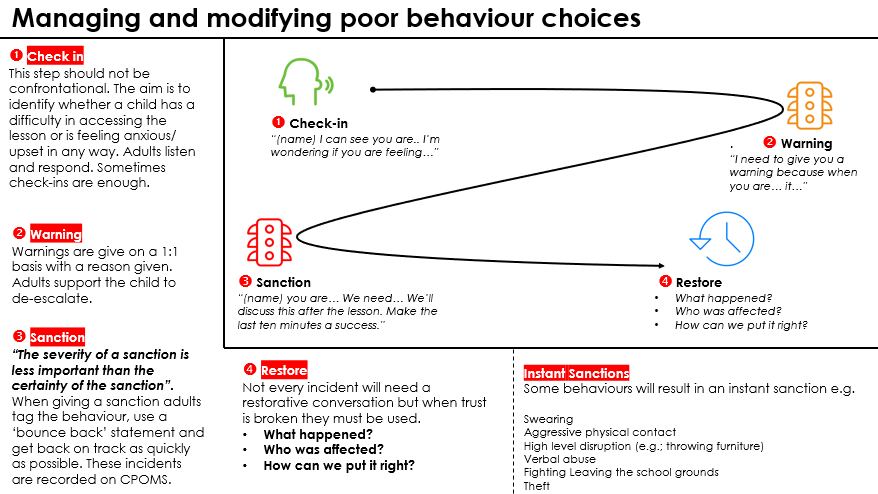 Managing and modifying poor behaviour choices
❶ Check in
This step should not be
confrontational. The aim is to
identify whether a child has a
difficulty in accessing the
lesson or is feeling anxious/
upset in any way. Adults listen
and respond. Sometimes
check-ins are enough.
❷ Warning
Warnings are give on a 1:1
basis with a reason given.
Adults support the child to
de-escalate.
❸ Sanction
“The severity of a sanction is
less important than the
certainty of the sanction”.
When giving a sanction adults
tag the behaviour, use a
‘bounce back’ statement and
get back on track as quickly
as possible. These incidents
are recorded on CPOMS.
❶ Check-in
“(name) I can see you are.. I’m
wondering if you are feeling…”
. ❷ Warning
“I need to give you a
warning because when
you are… it…”
❸ Sanction
“(name) you are… We need… We’ll
discuss this after the lesson. Make the
last ten minutes a success.”
❹ Restore
• What happened?
• Who was affected?
• How can we put it right?
❹ Restore
Not every incident will need a
restorative conversation but when trust
is broken they must be used.
• What happened?
• Who was affected?
• How can we put it right?
Instant Sanctions
Some behaviours will result in an instant sanction e.g.
Swearing
Aggressive physical contact
High level disruption (e.g.; throwing furniture)
Verbal abuse
Fighting Leaving the school grounds
Theft